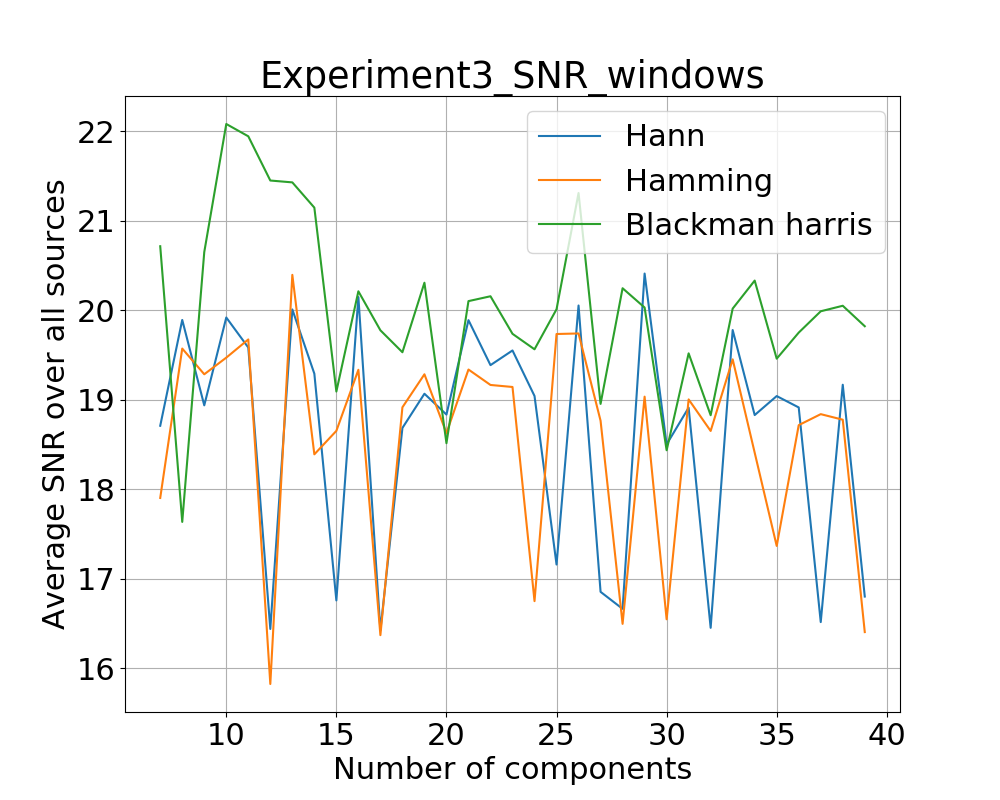 Experiment3_SNR_windows
Hann
Hamming
Blackman harris
Average SNR over all sources
22
21
20
19
18
17
16
10 15 20 25 30 35 40
Number of components